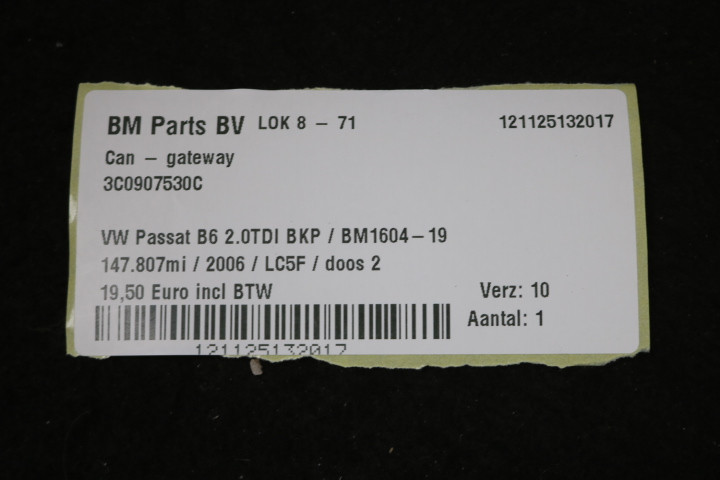 BM Parts BV LOK 8 - 71 121125132017
Can - gateway
3C0907530C
VW Passat B6 2.0TDI BKP / BM1604-19
147.807mi / 2006 / LC5F / doos 2
19,50 Euro incl BTW Verz: 10
Aantal: 1
121125132017